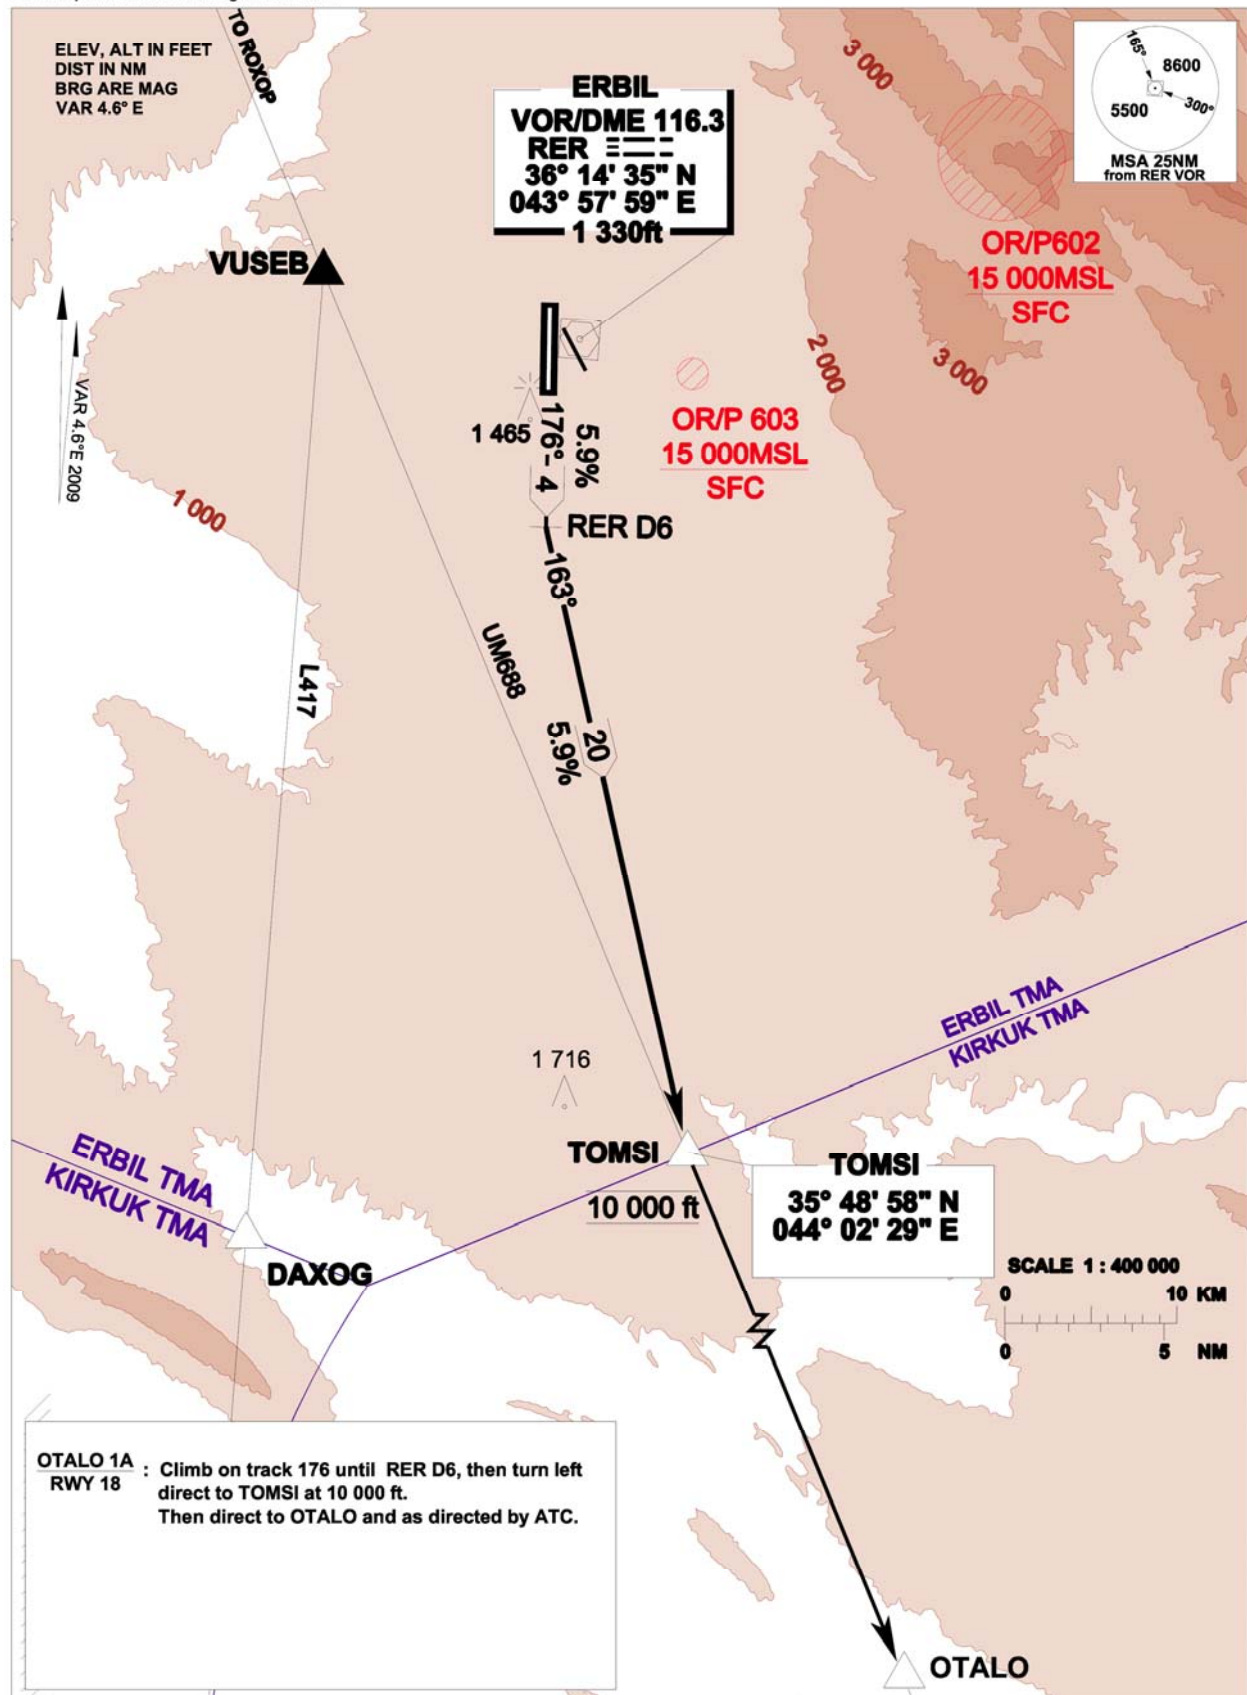 TO ROXOP
ELEV, ALT IN FEET
DIST IN NM
BRG ARE MAG
VAR 4.6° E
ERBIL
VOR/DME 116.3
RER
36° 14' 35" N
043° 57' 59" E
1 330ft
3 000
165°
8600
5500
300°
MSA 25NM
from RER VOR
OR/P602
15 000MSL
SFC
VUSEB
VAR 4.6°E 2009
2 000
3 000
OR/P 603
15 000MSL
SFC
1 465
176° - 4
5.9%
1 000
RER D6
163°
UM688
L417
20
5.9%
ERBIL TMA
KIRKUK TMA
1 716
TOMSI
10 000 ft
TOMSI
35° 48' 58" N
044° 02' 29" E
ERBIL TMA
KIRKUK TMA
DAXOG
SCALE 1 : 400 000
0 10 KM
0 5 NM
OTALO 1A : Climb on track 176 until RER D6, then turn left
RWY 18 direct to TOMSI at 10 000 ft.
Then direct to OTALO and as directed by ATC.
OTALO